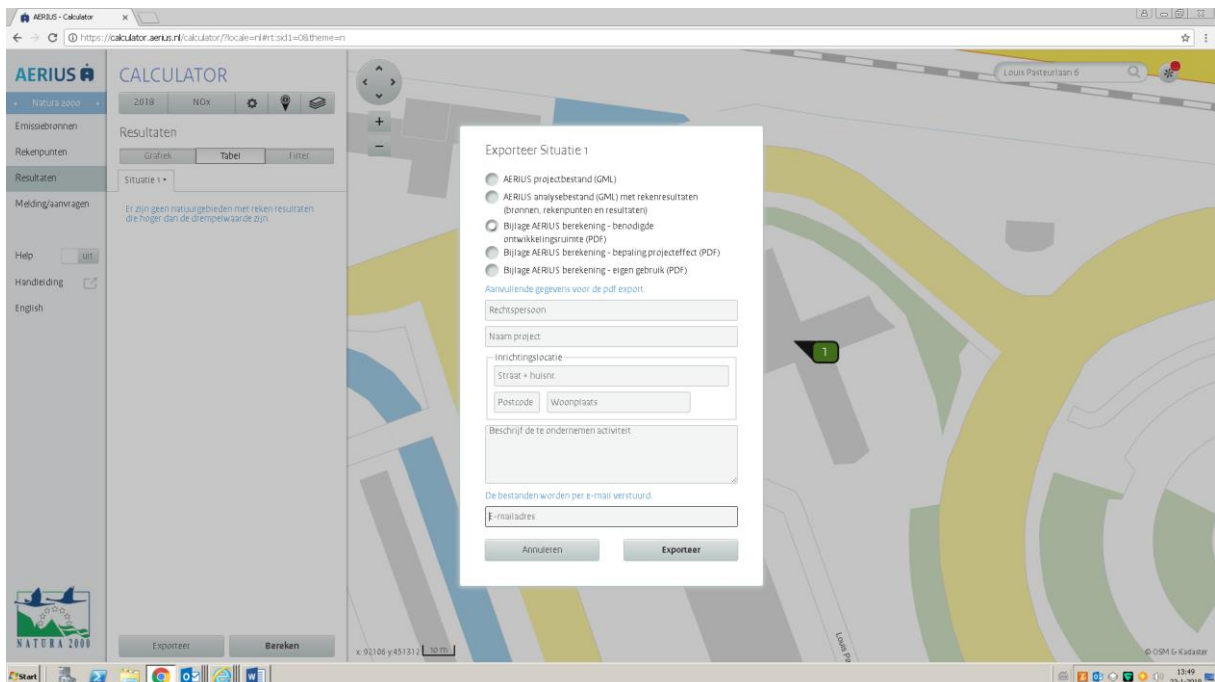 AERIUS - Calculator
https://calculator.aerius.nl/calculator/?locale=nl#rt:sid1=0&theme=n
AERIUS
CALCULATOR
Louis Pasteurlaan 6
Natura 2000
2018
NOx
Emissiebronnen
Resultaten
Rekenpunten
Grafiek
Tabel
Filter
Resultaten
Situatie 1
Melding/aanvragen
Er zijn geen natuurgebieden met reken resultaten
die hoger dan de drempelwaarde zijn.
Help
uit
Handleiding
English
Exporteer Situatie 1
AERIUS projectbestand (GML)
AERIUS analysebestand (GML) met rekenresultaten
(bronnen, rekenpunten en resultaten)
Bijlage AERIUS berekening - benodigde
ontwikkelingsruimte (PDF)
Bijlage AERIUS berekening - bepaling projecteffect (PDF)
Bijlage AERIUS berekening - eigen gebruik (PDF)
Aanvullende gegevens voor de pdf export.
Rechtspersoon
Naam project
Inrichtingslocatie
Straat + huisnr.
Postcode
Woonplaats
Beschrijf de te ondernemen activiteit
De bestanden worden per e-mail verstuurd.
E-mailadres
Annuleren
Exporteer
1
NATURA 2000
Exporteer
Bereken
x: 92106 y:451312
10 m
Louis Pa
© OSM & Kadaster
Start
13:49